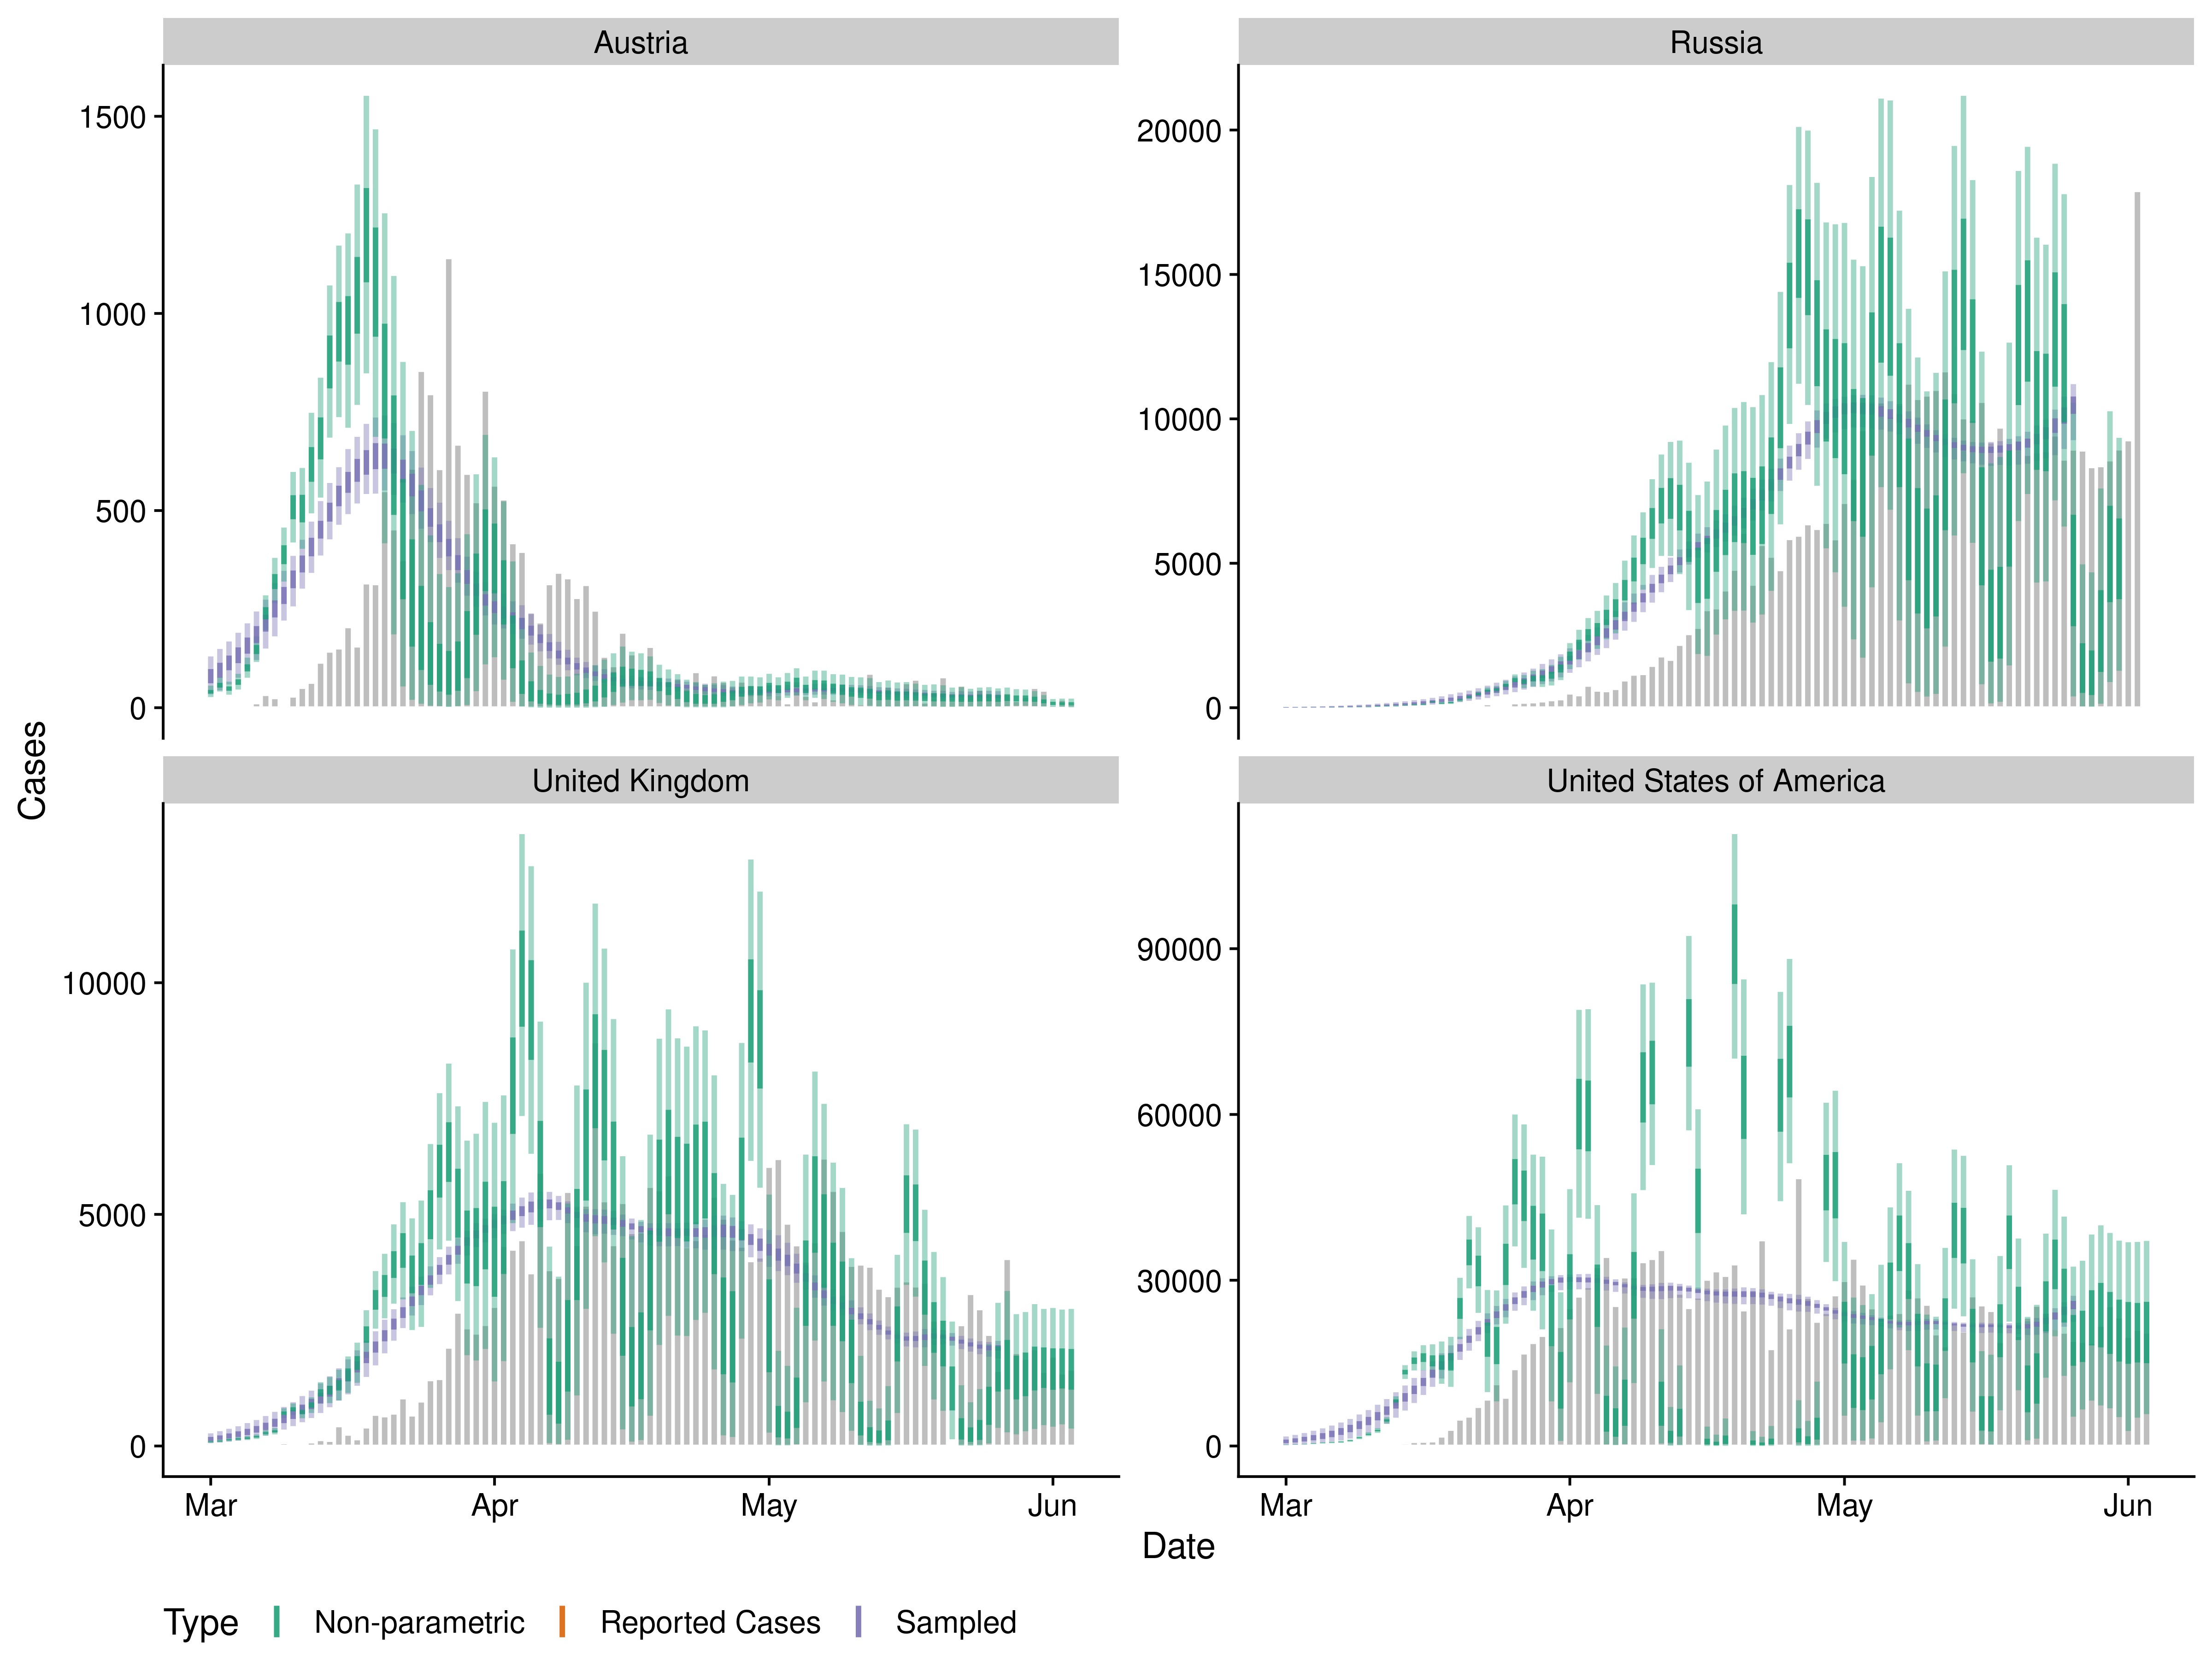 Austria
Russia
1500
1000
500
0
20000
15000
10000
5000
0
Cases
United Kingdom
United States of America
10000
5000
0
90000
60000
30000
0
Mar Apr May Jun
Mar Apr May Jun
Date
Type Non-parametric Reported Cases Sampled